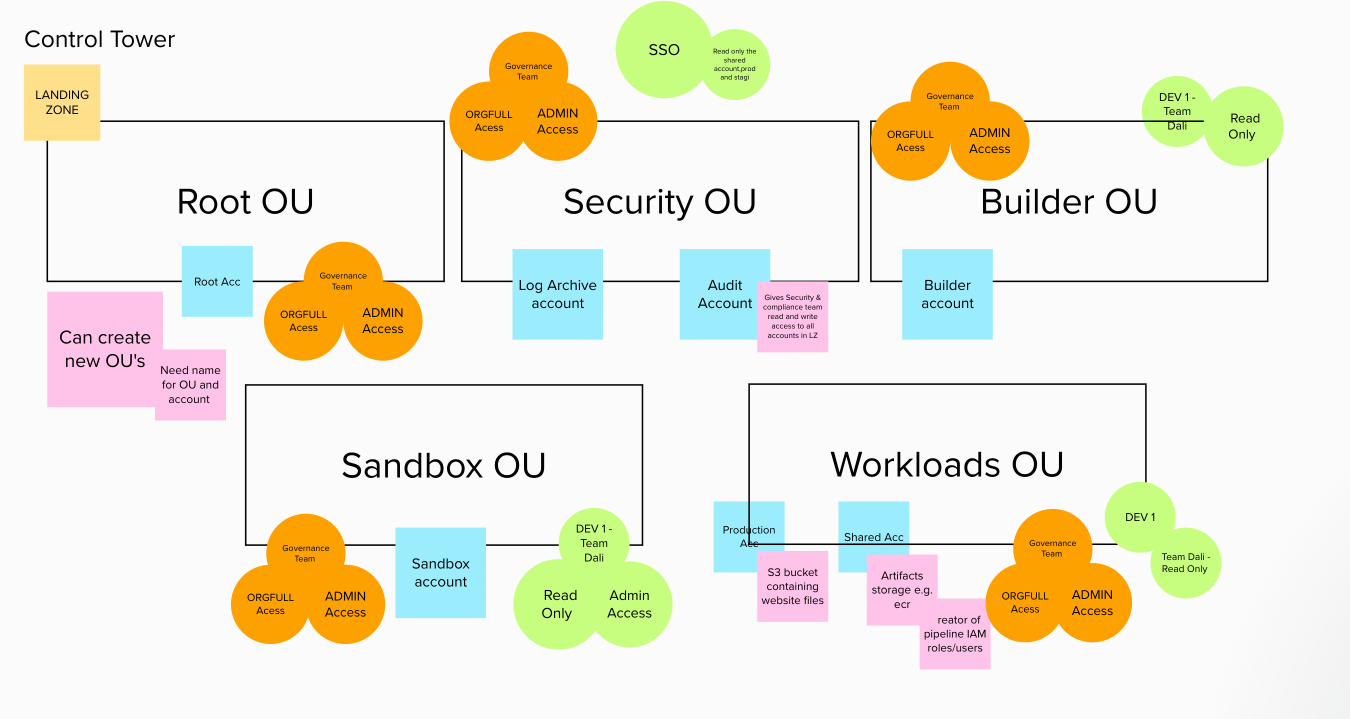 Control Tower
LANDING
ZONE
Root OU
Root Acc
Governance
Team
ORGFULL
Acess
ADMIN
Access
Can create
new OU's
Need name
for OU and
account
Governance
Team
ORGFULL
Acess
ADMIN
Access
SSO
Read only the
shared
account,prod
and stagi
Security OU
Log Archive
account
Audit
Account
Gives Security &
compliance team
read and write
access to all
accounts in LZ
Governance
Team
ORGFULL
Acess
ADMIN
Access
DEV 1 -
Team
Dali
Read
Only
Builder OU
Builder
account
Sandbox OU
Governance
Team
ORGFULL
Acess
ADMIN
Access
Sandbox
account
DEV 1 -
Team
Dali
Read
Only
Admin
Access
Workloads OU
Production
Acc
S3 bucket
containing
website files
Shared Acc
Artifacts
storage e.g.
ecr
reator of
pipeline IAM
roles/users
Governance
Team
ORGFULL
Acess
ADMIN
Access
DEV 1
Team Dali -
Read Only